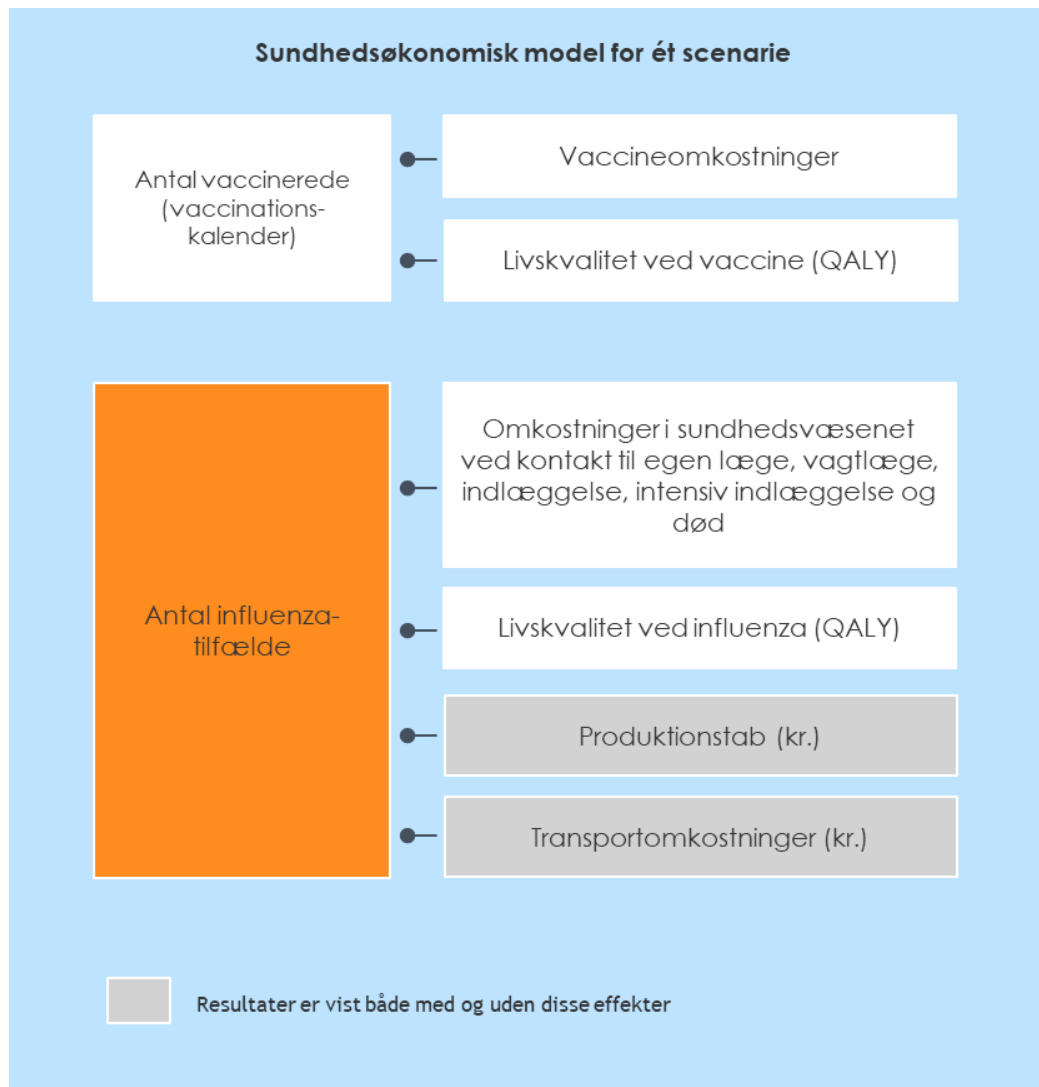 Sundhedsøkonomisk model for ét scenarie
Antal vaccinerede
(vaccinations-
kalender)
Vaccineomkostninger
Livskvalitet ved vaccine (QALY)
Antal influenza-
tilfælde
Omkostninger i sundhedsvæsenet
ved kontakt til egen læge, vagtlæge,
indlæggelse, intensiv indlæggelse og
død
Livskvalitet ved influenza (QALY)
Produktionstab (kr.)
Transportomkostninger (kr.)
Resultater er vist både med og uden disse effekter